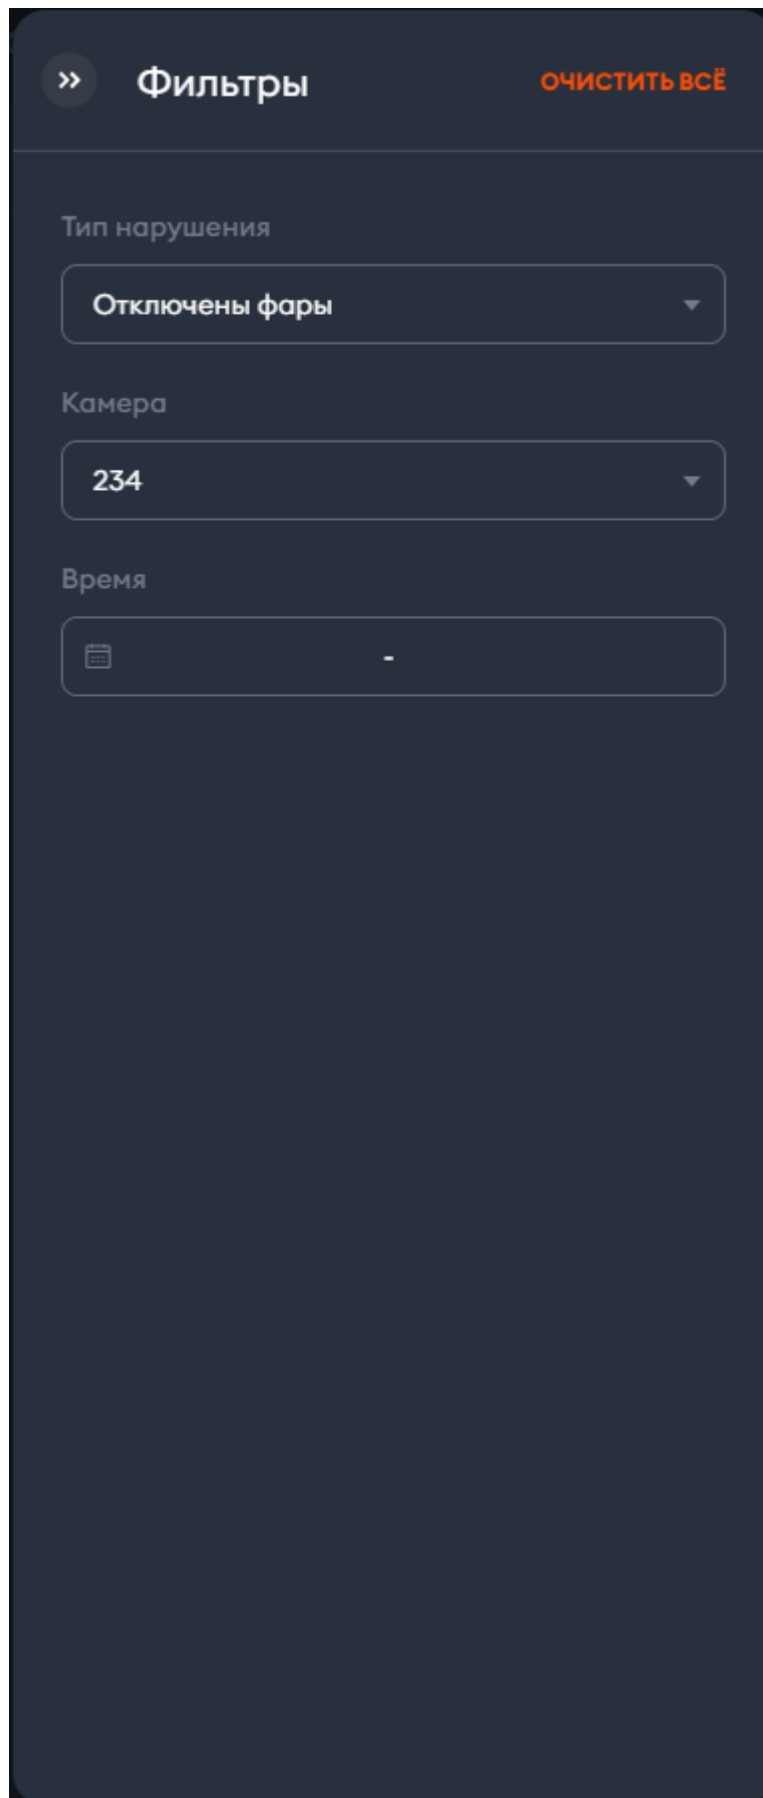 Фильтры
ОЧИСТИТЬ ВСЁ
Тип нарушения
Отключены фары
Камера
234
Время
-